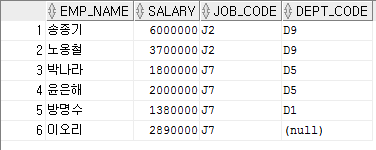 EMP_NAME SALARY JOB_CODE DEPT_CODE
1 송종기 6000000 J2 D9
2 노옹철 3700000 J2 D9
3 박나라 1800000 J7 D5
4 윤은해 2000000 J7 D5
5 방명수 1380000 J7 D1
6 이오리 2890000 J7 (null)